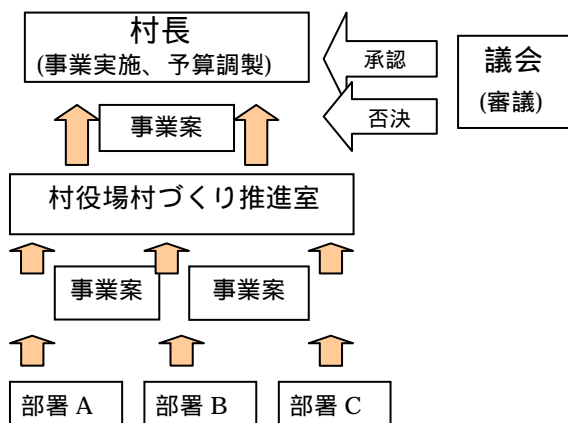 村長
(事業実施、予算調製)
承認
議会
(審議)
否決
事業案
村役場村づくり推進室
事業案
事業案
部署 A
部署 B
部署 C